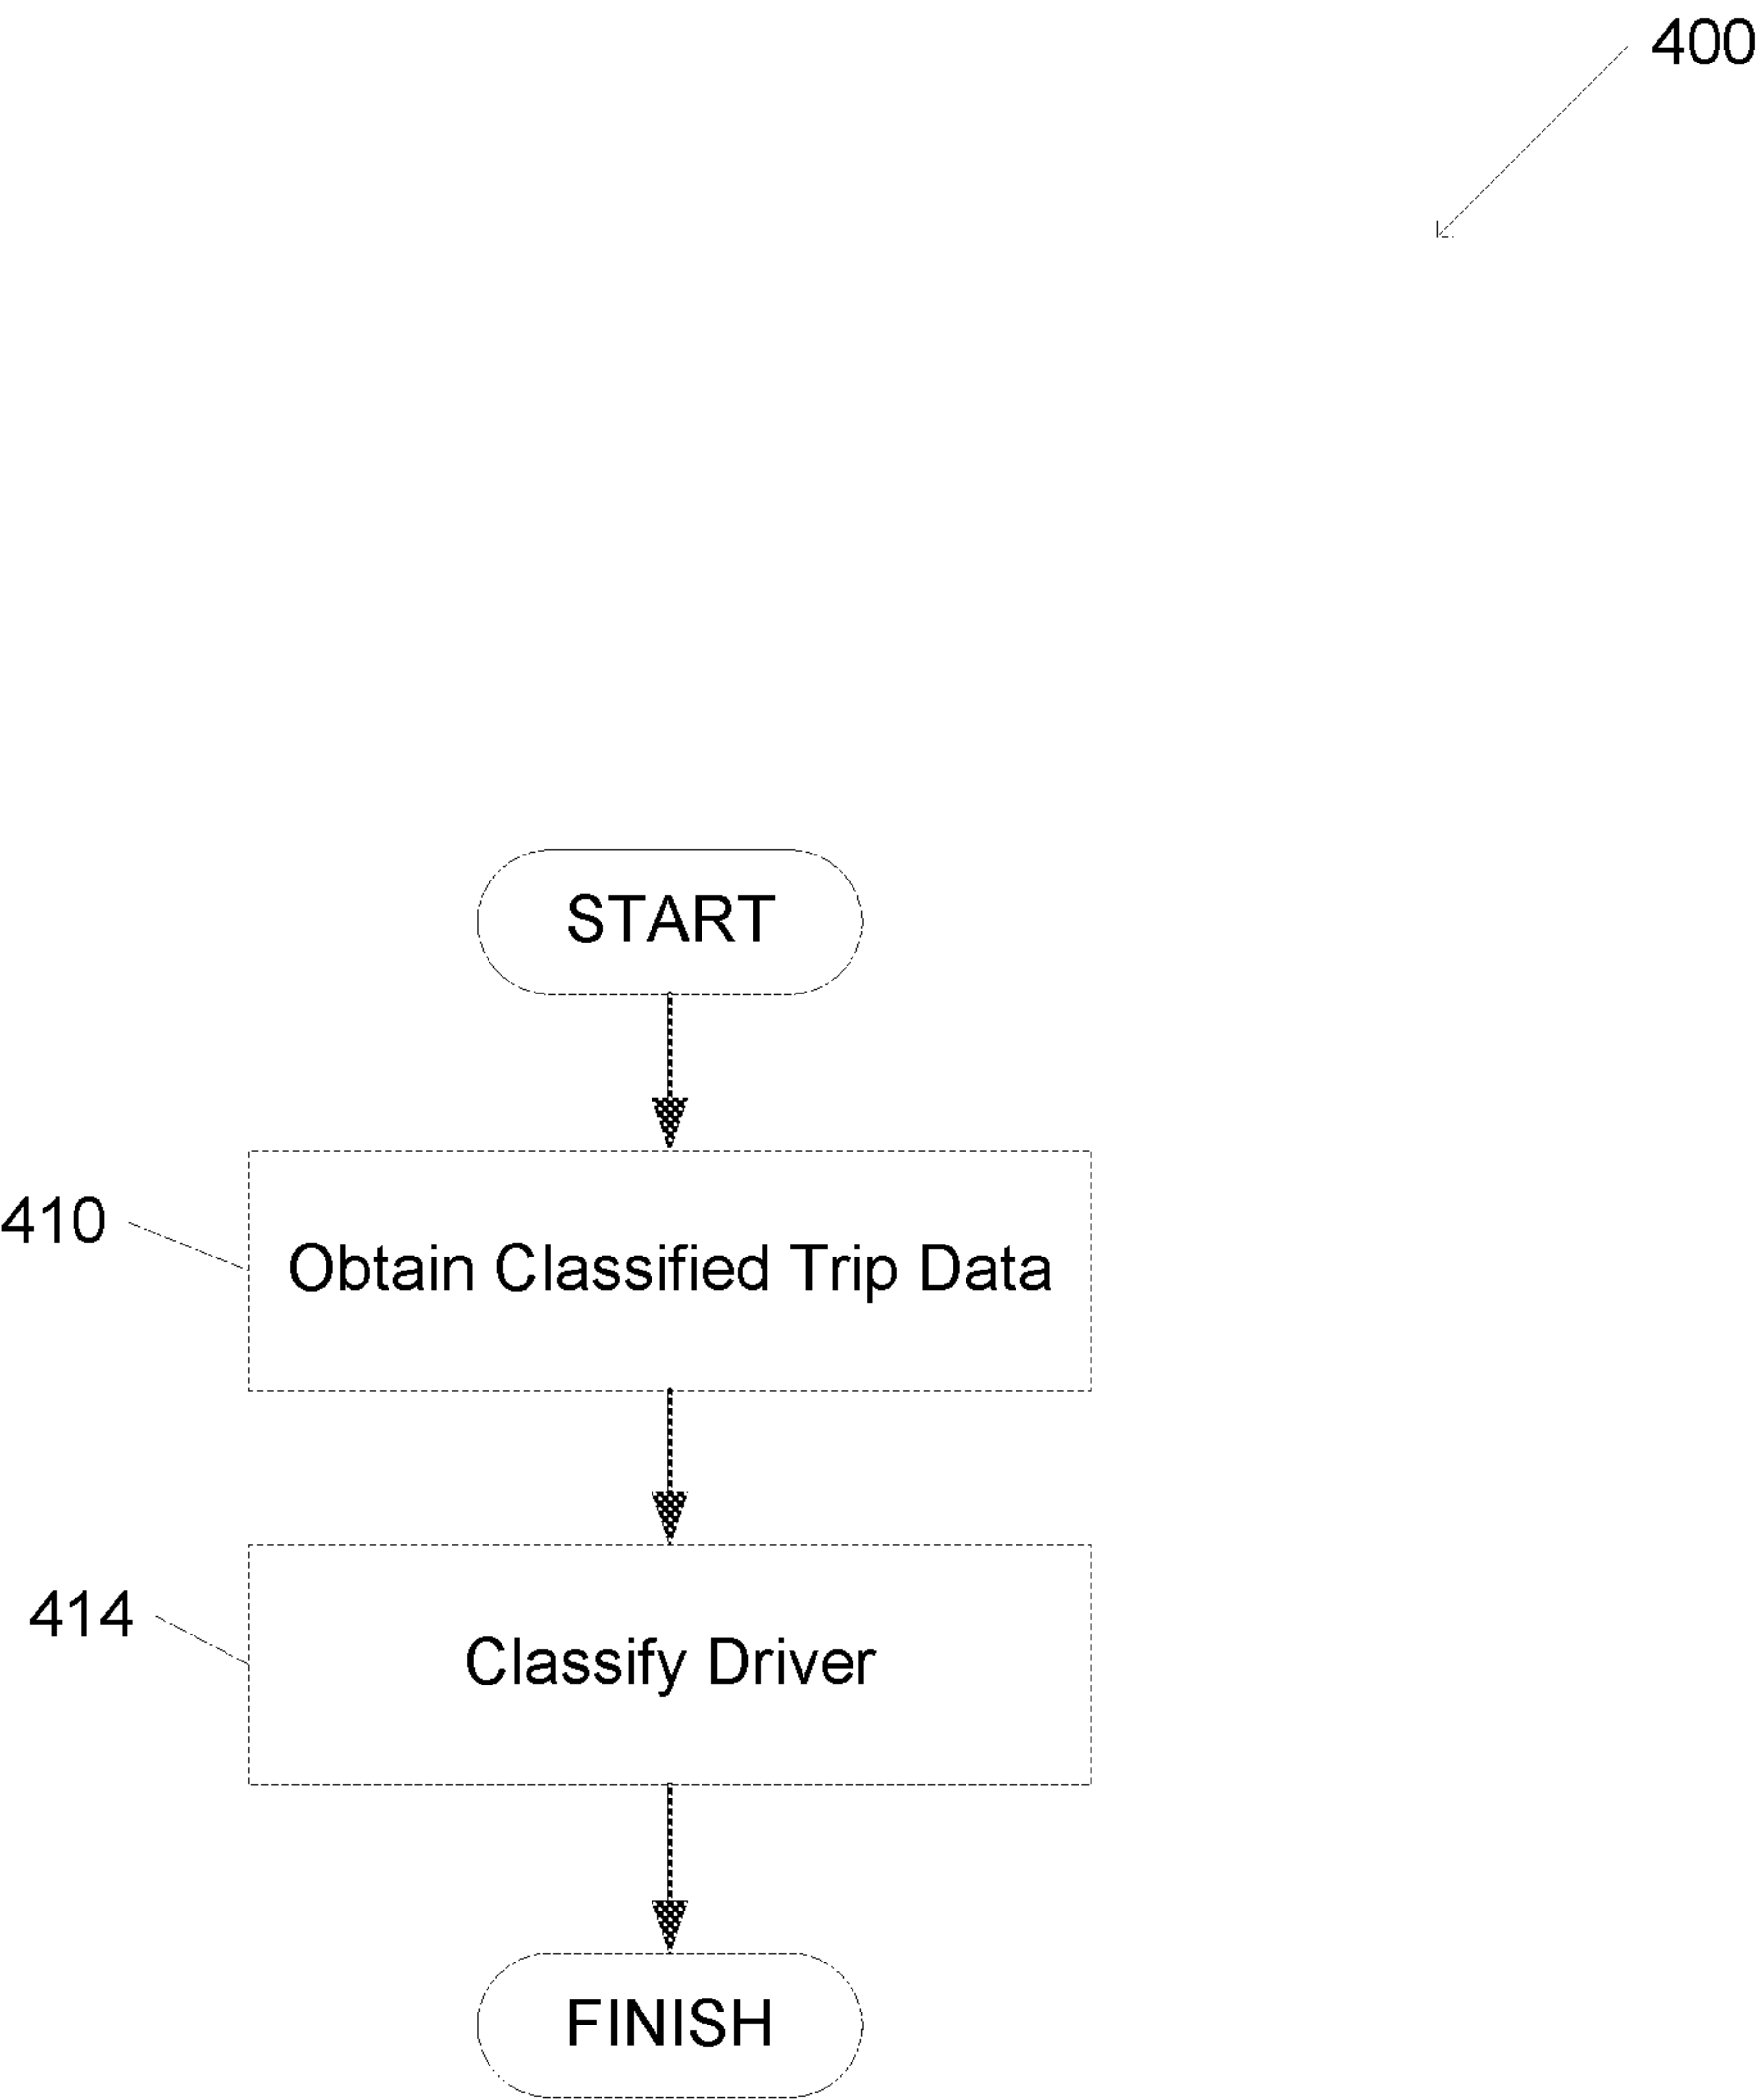 400
START
410
Obtain Classified Trip Data
414
Classify Driver
FINISH